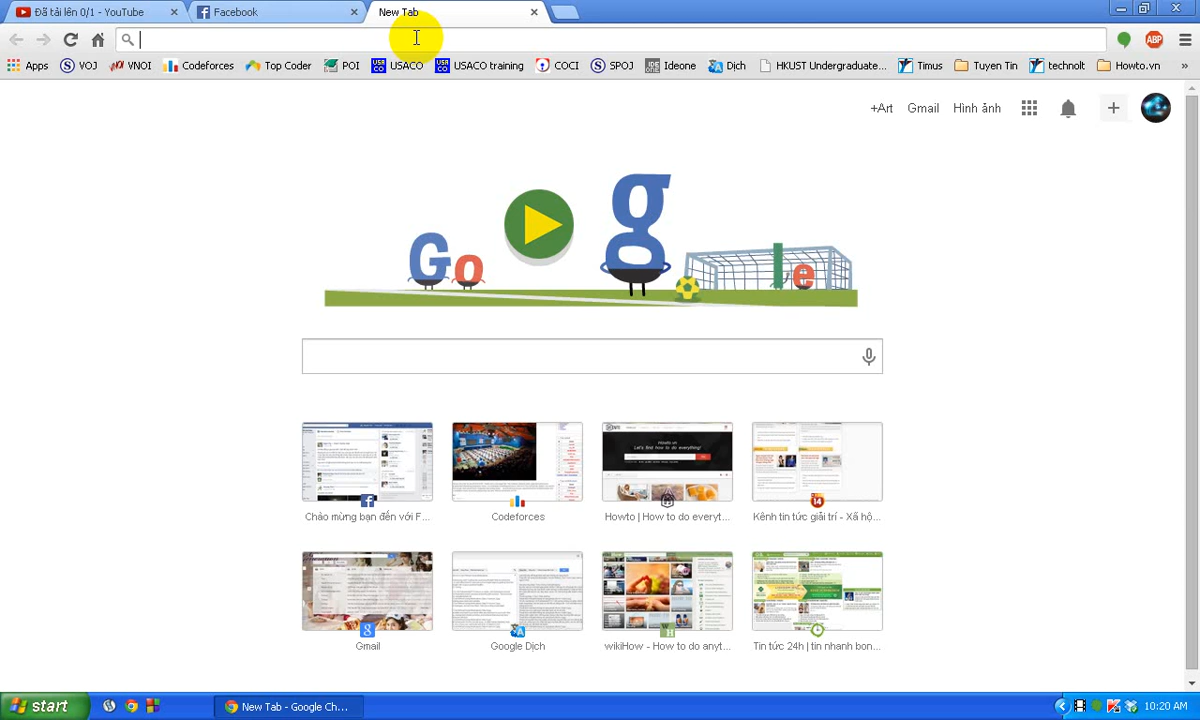 Đã tải lên 0/1 - YouTube
Facebook
New Tab
ABP
Apps VOJ VNOI Codeforces Top Coder POI USACO USACO training COCI SPOJ Ideone Dịch HKUST Undergraduate... Timus Tuyen Tin technolt Howto.vn »
+Art Gmail Hình ảnh
Go g le
Chào mừng bạn đến với F...
Codeforces
Howto | How to do everyt...
Kênh tin tức giải trí - Xã hộ...
Gmail
Google Dịch
wikiHow - How to do anyt...
Tin tức 24h | tin nhanh bon...
start
New Tab - Google Ch...
10:20 AM